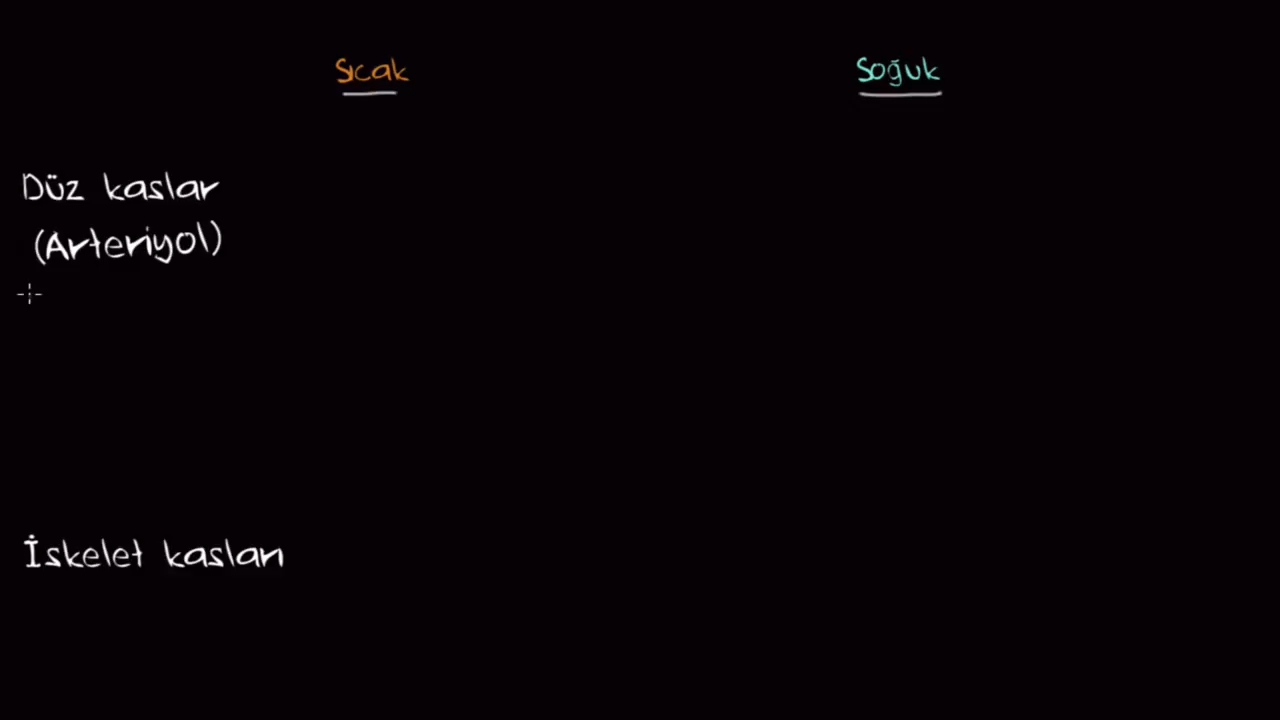 Sıcak
Soğuk
Düz kaslar
(Arteriyol)
İskelet kasları